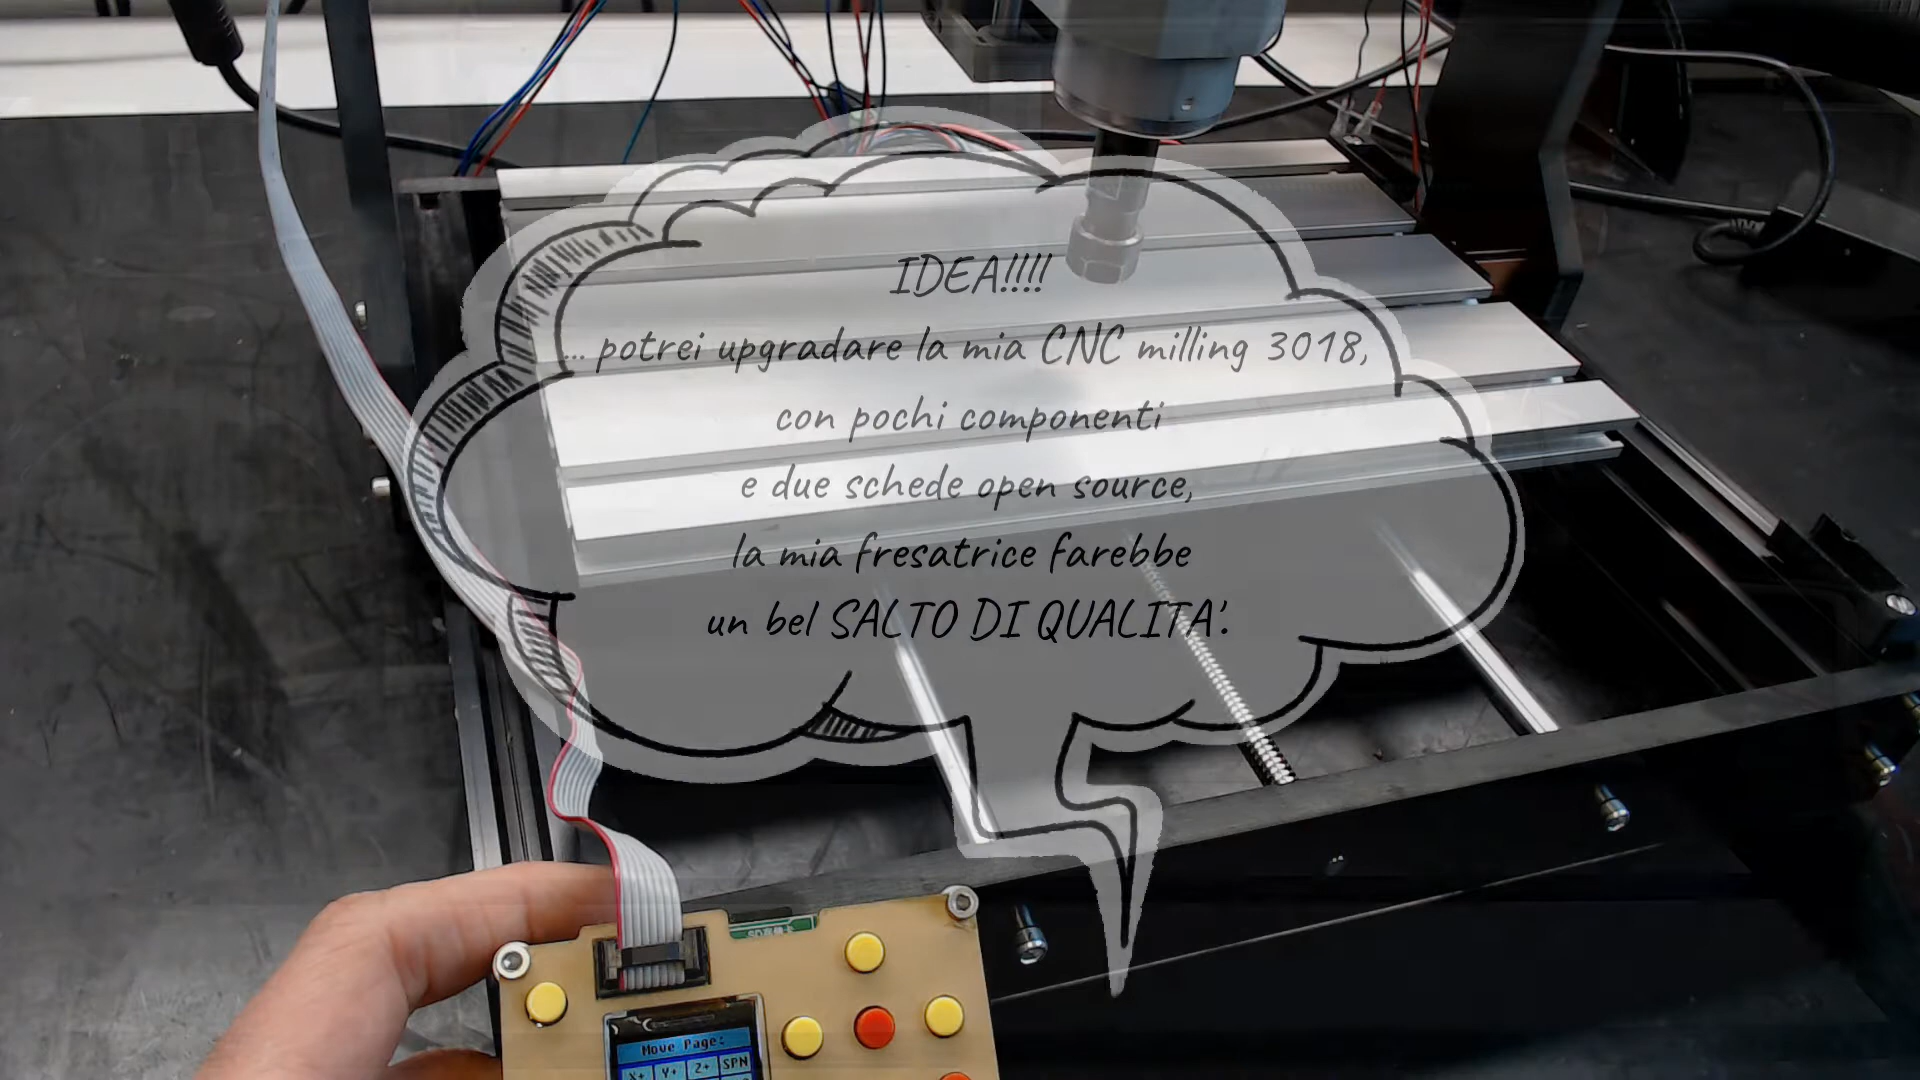 IDEA!!!!
... potrei upgradare la mia CNC milling 3018,
con pochi componenti
e due schede open source,
la mia fresatrice farebbe
un bel SALTO DI QUALITA'.
Move Page:
X+ Y+ Z+ SPN